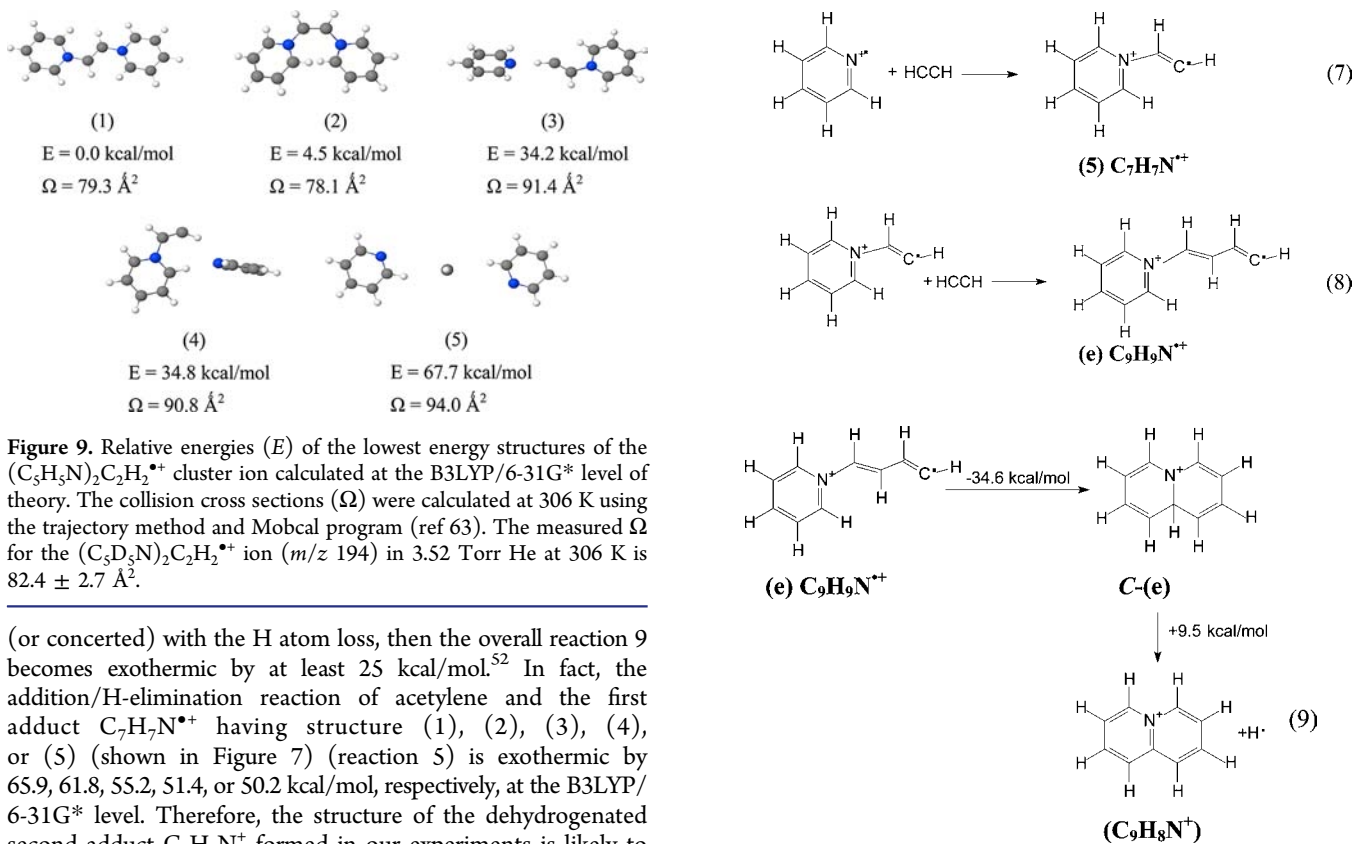 (1)
E = 0.0 kcal/mol
Ω = 79.3 Å²
(2)
E = 4.5 kcal/mol
Ω = 78.1 Å²
(3)
E = 34.2 kcal/mol
Ω = 91.4 Å²
(4)
E = 34.8 kcal/mol
Ω = 90.8 Å²
(5)
E = 67.7 kcal/mol
Ω = 94.0 Å²
Figure 9. Relative energies (E) of the lowest energy structures of the
(C₅H₅N)₂C₂H₂•⁺ cluster ion calculated at the B3LYP/6-31G* level of
theory. The collision cross sections (Ω) were calculated at 306 K using
the trajectory method and Mobcal program (ref 63). The measured Ω
for the (C₅D₅N)₂C₂H₂•⁺ ion (m/z 194) in 3.52 Torr He at 306 K is
82.4 ± 2.7 Å².
(or concerted) with the H atom loss, then the overall reaction 9
becomes exothermic by at least 25 kcal/mol.⁵² In fact, the
addition/H-elimination reaction of acetylene and the first
adduct C₇H₇N•⁺ having structure (1), (2), (3), (4),
or (5) (shown in Figure 7) (reaction 5) is exothermic by
65.9, 61.8, 55.2, 51.4, or 50.2 kcal/mol, respectively, at the B3LYP/
6-31G* level. Therefore, the structure of the dehydrogenated
second adduct C₉H₈N⁺ formed in our experiments is likely to
H
H
H
N⁺•
H
H
+ HCCH
H
H
H
N⁺
H
H
H
C•
H
(7)
(5) C₇H₇N•⁺
H
H
H
N⁺
H
H
H
C•
H
+ HCCH
H
H
H
N⁺
H
H
H
H
H
C•
H
(8)
(e) C₉H₉N•⁺
H
H
H
N⁺
H
H
H
H
H
C•
H
-34.6 kcal/mol
H
H
H
H
N⁺
H
H
H
H
H
(e) C₉H₉N•⁺
C-(e)
+9.5 kcal/mol
H
H
H
H
N⁺
H
H
H
H
+H•
(9)
(C₉H₈N⁺)